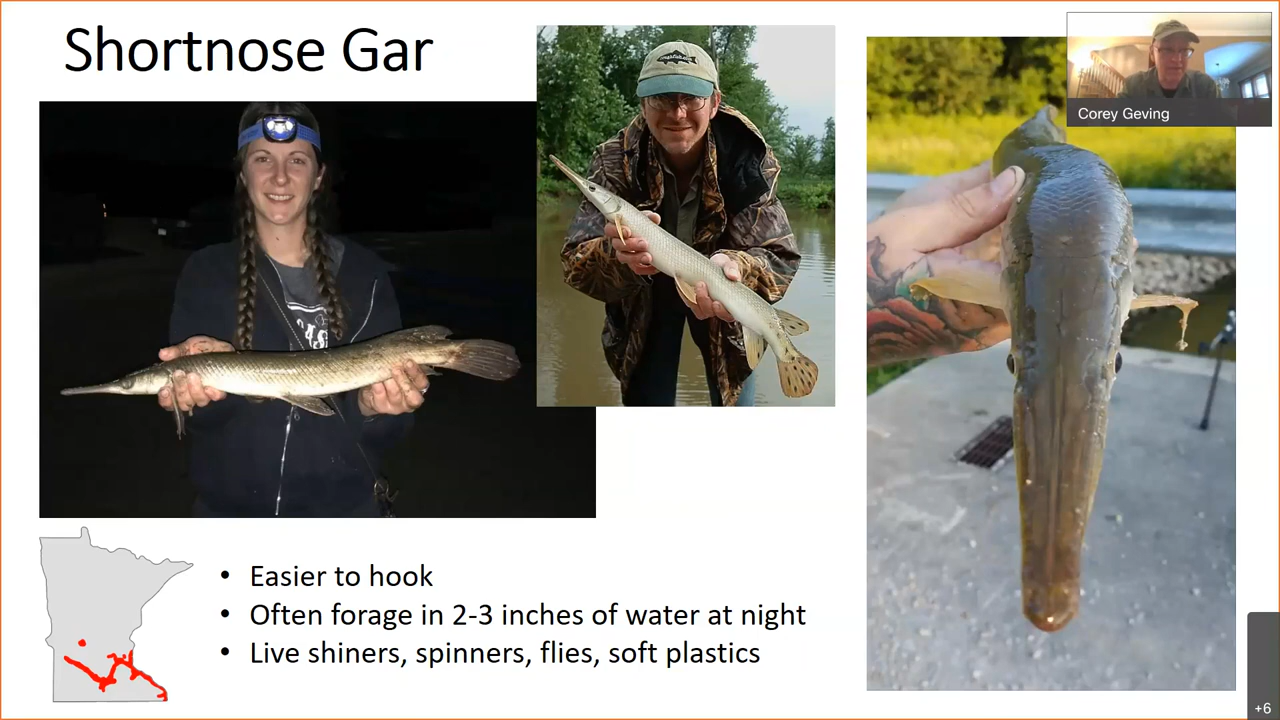 Shortnose Gar
Corey Geving
• Easier to hook
• Often forage in 2-3 inches of water at night
• Live shiners, spinners, flies, soft plastics
+6